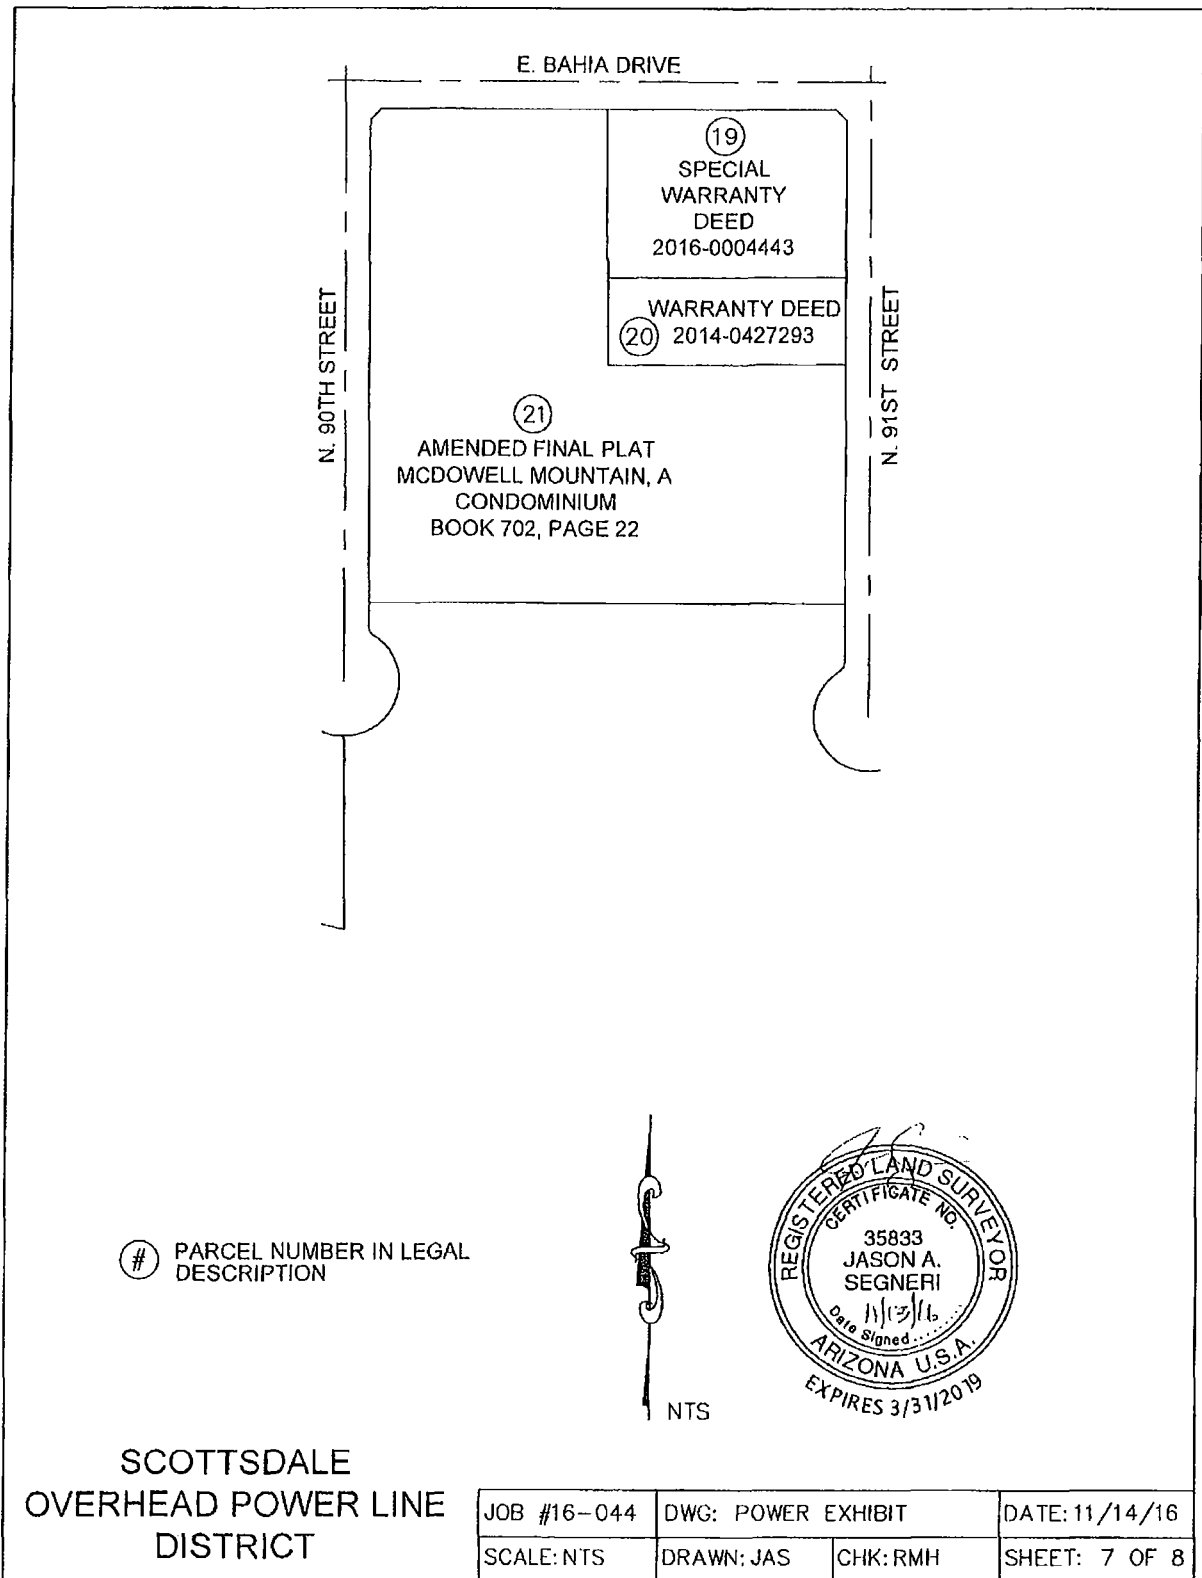 E. BAHIA DRIVE
19
SPECIAL
WARRANTY
DEED
2016-0004443
WARRANTY DEED
20 2014-0427293
N. 90TH STREET
N. 91ST STREET
21
AMENDED FINAL PLAT
MCDOWELL MOUNTAIN, A
CONDOMINIUM
BOOK 702, PAGE 22
# PARCEL NUMBER IN LEGAL
DESCRIPTION
NTS
REGISTERED LAND SURVEYOR
CERTIFICATE NO.
35833
JASON A.
SEGNERI
Date Signed........
ARIZONA U.S.A.
EXPIRES 3/31/2019
SCOTTSDALE
OVERHEAD POWER LINE
DISTRICT
JOB #16-044 DWG: POWER EXHIBIT DATE: 11/14/16
SCALE: NTS DRAWN: JAS CHK: RMH SHEET: 7 OF 8